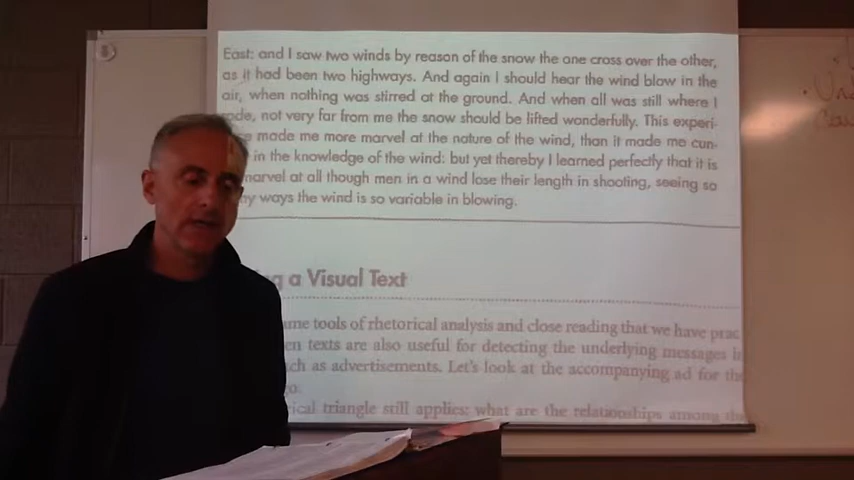 East: and I saw two winds by reason of the snow the one cross over the other,
as it had been two highways. And again I should hear the wind blow in the
air, when nothing was stirred at the ground. And when all was still where I
not very far from me the snow should be lifted wonderfully. This experi-
made me more marvel at the nature of the wind, than it made me cun-
in the knowledge of the wind: but yet thereby I learned perfectly that it is
marvel at all though men in a wind lose their length in shooting, seeing so
ways the wind is so variable in blowing.
a Visual Text
tools of rhetorical analysis and close reading that we have prac
texts are also useful for detecting the underlying messages i
as advertisements. Let's look at the accompanying ad for the
triangle still applies: what are the relationships among the